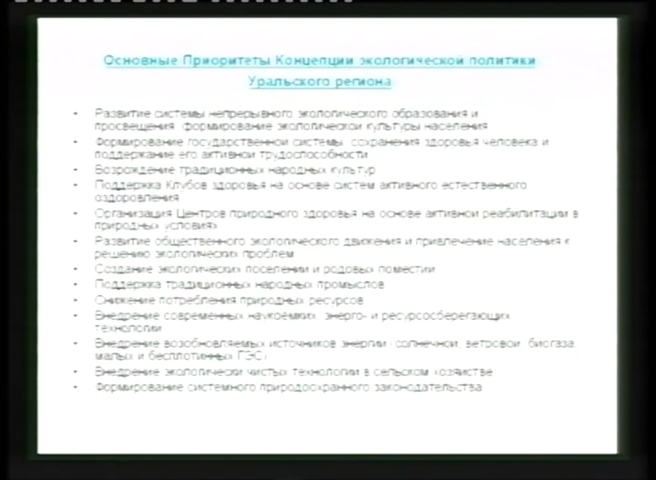 Основные Приоритеты Концепции экологической политики
Уральского региона
• Развитие системы непрерывного экологического образования и
просвещения, формирование экологической культуры населения
• Формирование государственной системы сохранения здоровья человека и
поддержание его активной трудоспособности
• Возрождение традиционных народных культур
• Поддержка Клубов здоровья на основе систем активного естественного
оздоровления
• Организация Центров природного здоровья на основе активной реабилитации в
природных условиях
• Развитие общественного экологического движения и привлечение населения к
решению экологических проблем
• Создание экологических поселений и родовых поместий
• Поддержка традиционных народных промыслов
• Снижение потребления природных ресурсов
• Внедрение современных наукоёмких, энерго- и ресурсосберегающих
технологий
• Внедрение возобновляемых источников энергии (солнечной, ветровой, биогаза,
малых и бесплотинных ГЭС)
• Внедрение экологически чистых технологий в сельском хозяйстве
• Формирование системного природоохранного законодательства